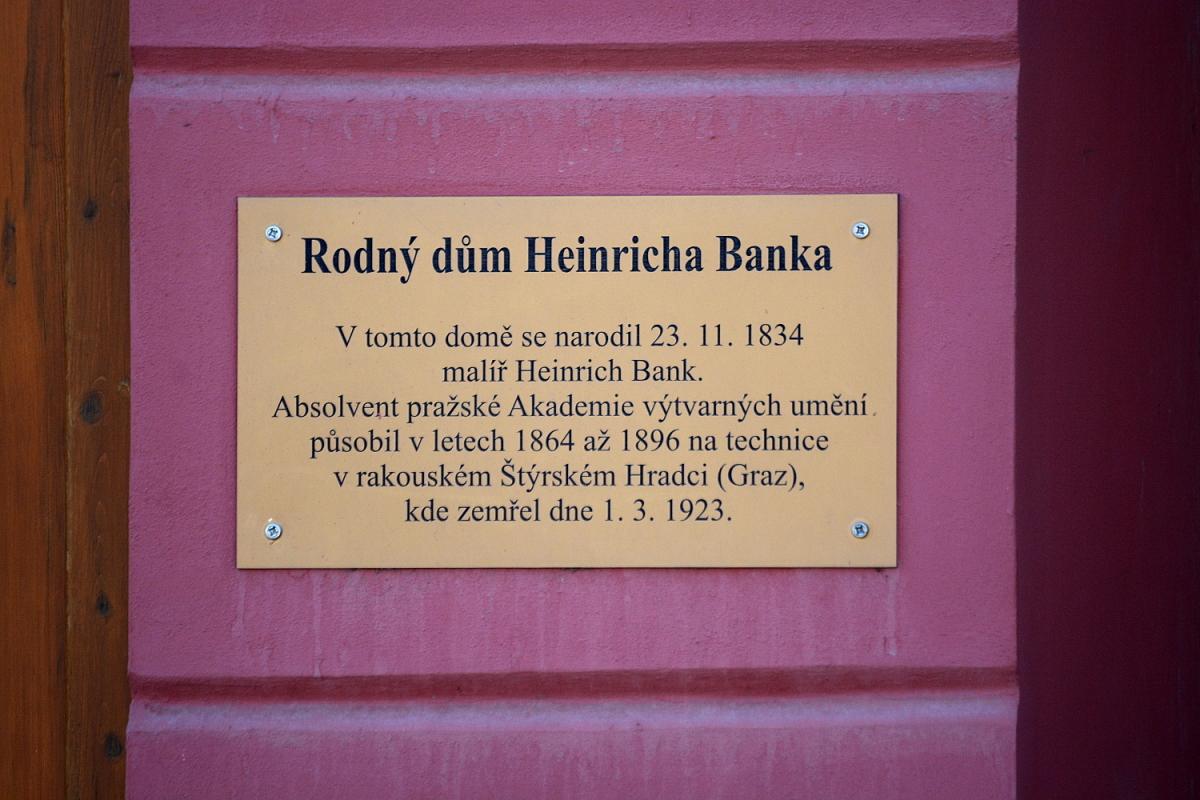 Rodný dům Heinricha Banka
V tomto domě se narodil 23. 11. 1834
malíř Heinrich Bank.
Absolvent pražské Akademie výtvarných umění
působil v letech 1864 až 1896 na technice
v rakouském Štýrském Hradci (Graz),
kde zemřel dne 1. 3. 1923.